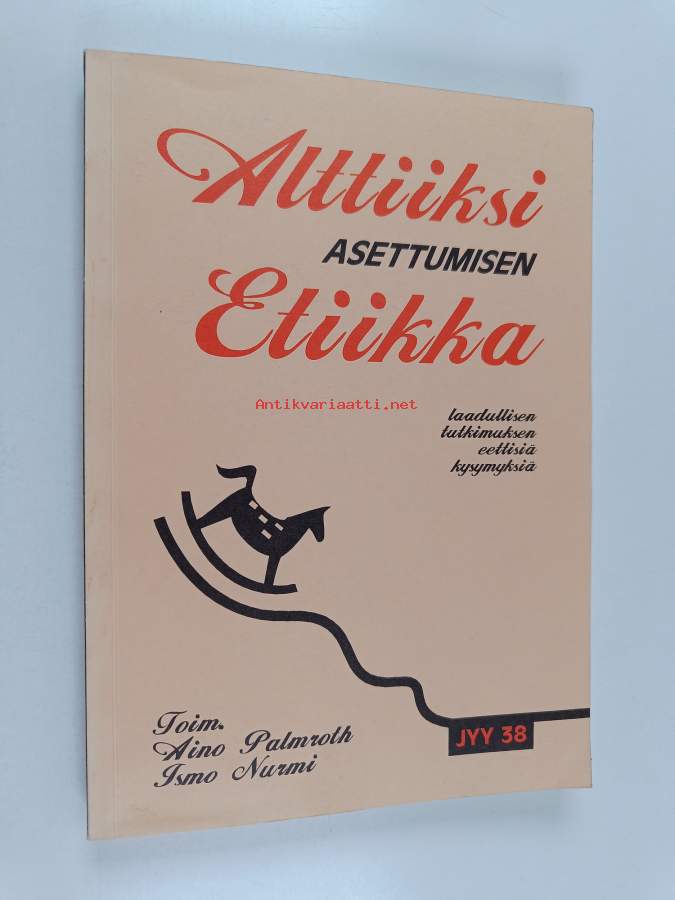 Alttiiksi
ASETTUMISEN
Etiikka
Antikvariaatti.net
laadullisen
tutkimuksen
eettisiä
kysymyksiä
Toim.
Aino Palmroth
Ismo Nurmi
JYY 38